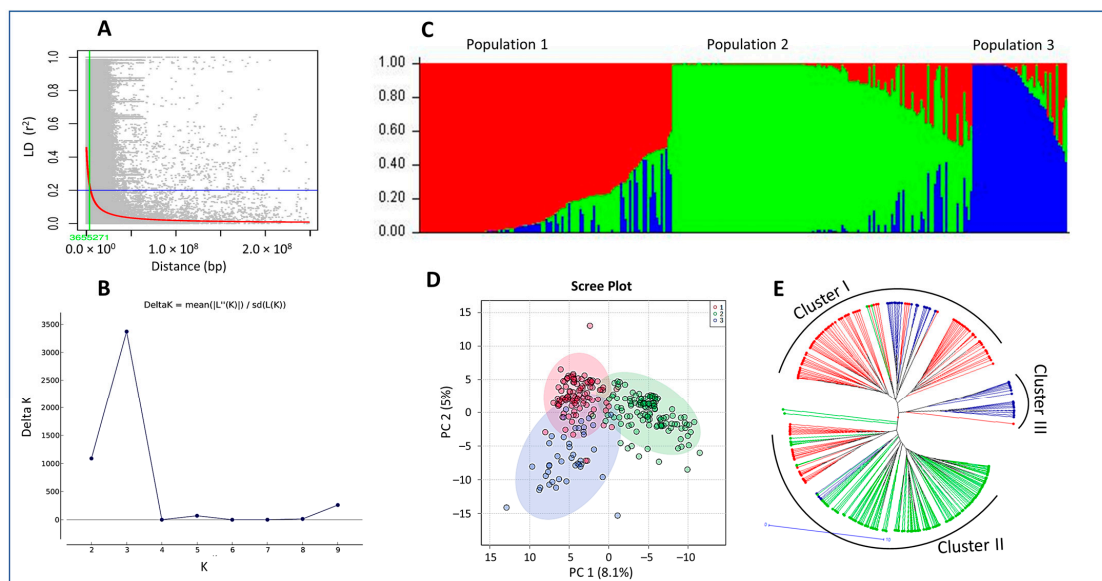 A
LD (r²)
1.0
0.8
0.6
0.4
0.2
0.0
3655271
0.0 × 10⁰
1.0 × 10⁸
2.0 × 10⁸
Distance (bp)
B
DeltaK = mean(|L''(K)|) / sd(L(K))
Delta K
3500
3000
2500
2000
1500
1000
500
0
2 3 4 5 6 7 8 9
K
C
Population 1
Population 2
Population 3
1.00
0.80
0.60
0.40
0.20
0.00
D
Scree Plot
1
2
3
PC 2 (5%)
15
10
5
0
−5
−10
−15
15 10 5 0 −5 −10
PC 1 (8.1%)
E
Cluster I
Cluster III
Cluster II
0